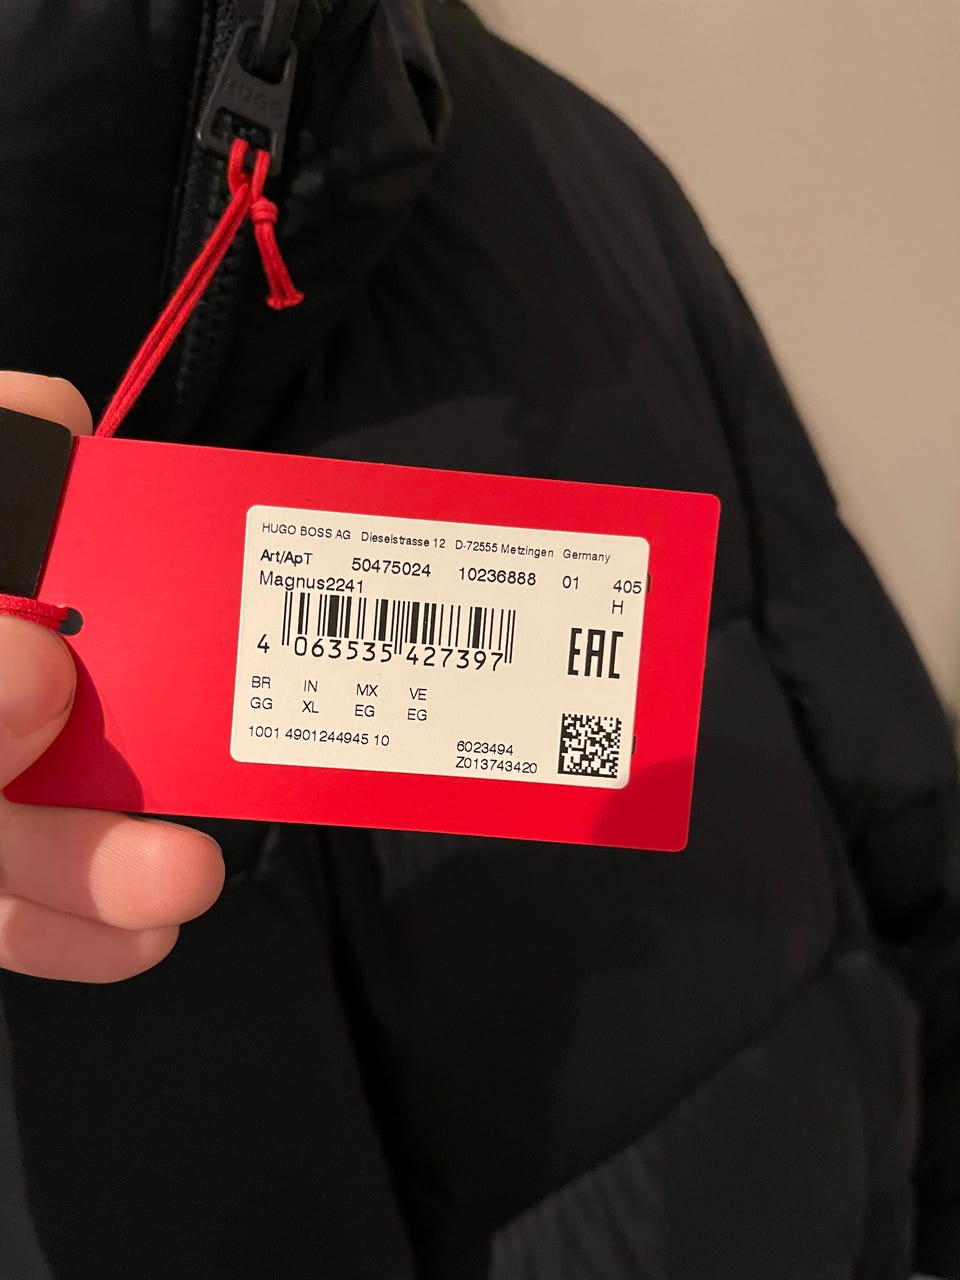 HUGO
HUGO BOSS AG Dieselstrasse 12 D-72555 Metzingen Germany
Art/ApT 50475024 10236888 01 405
Magnus2241 H
4 063535 427397
EAC
BR IN MX VE
GG XL EG EG
1001 4901244945 10 6023494
Z013743420